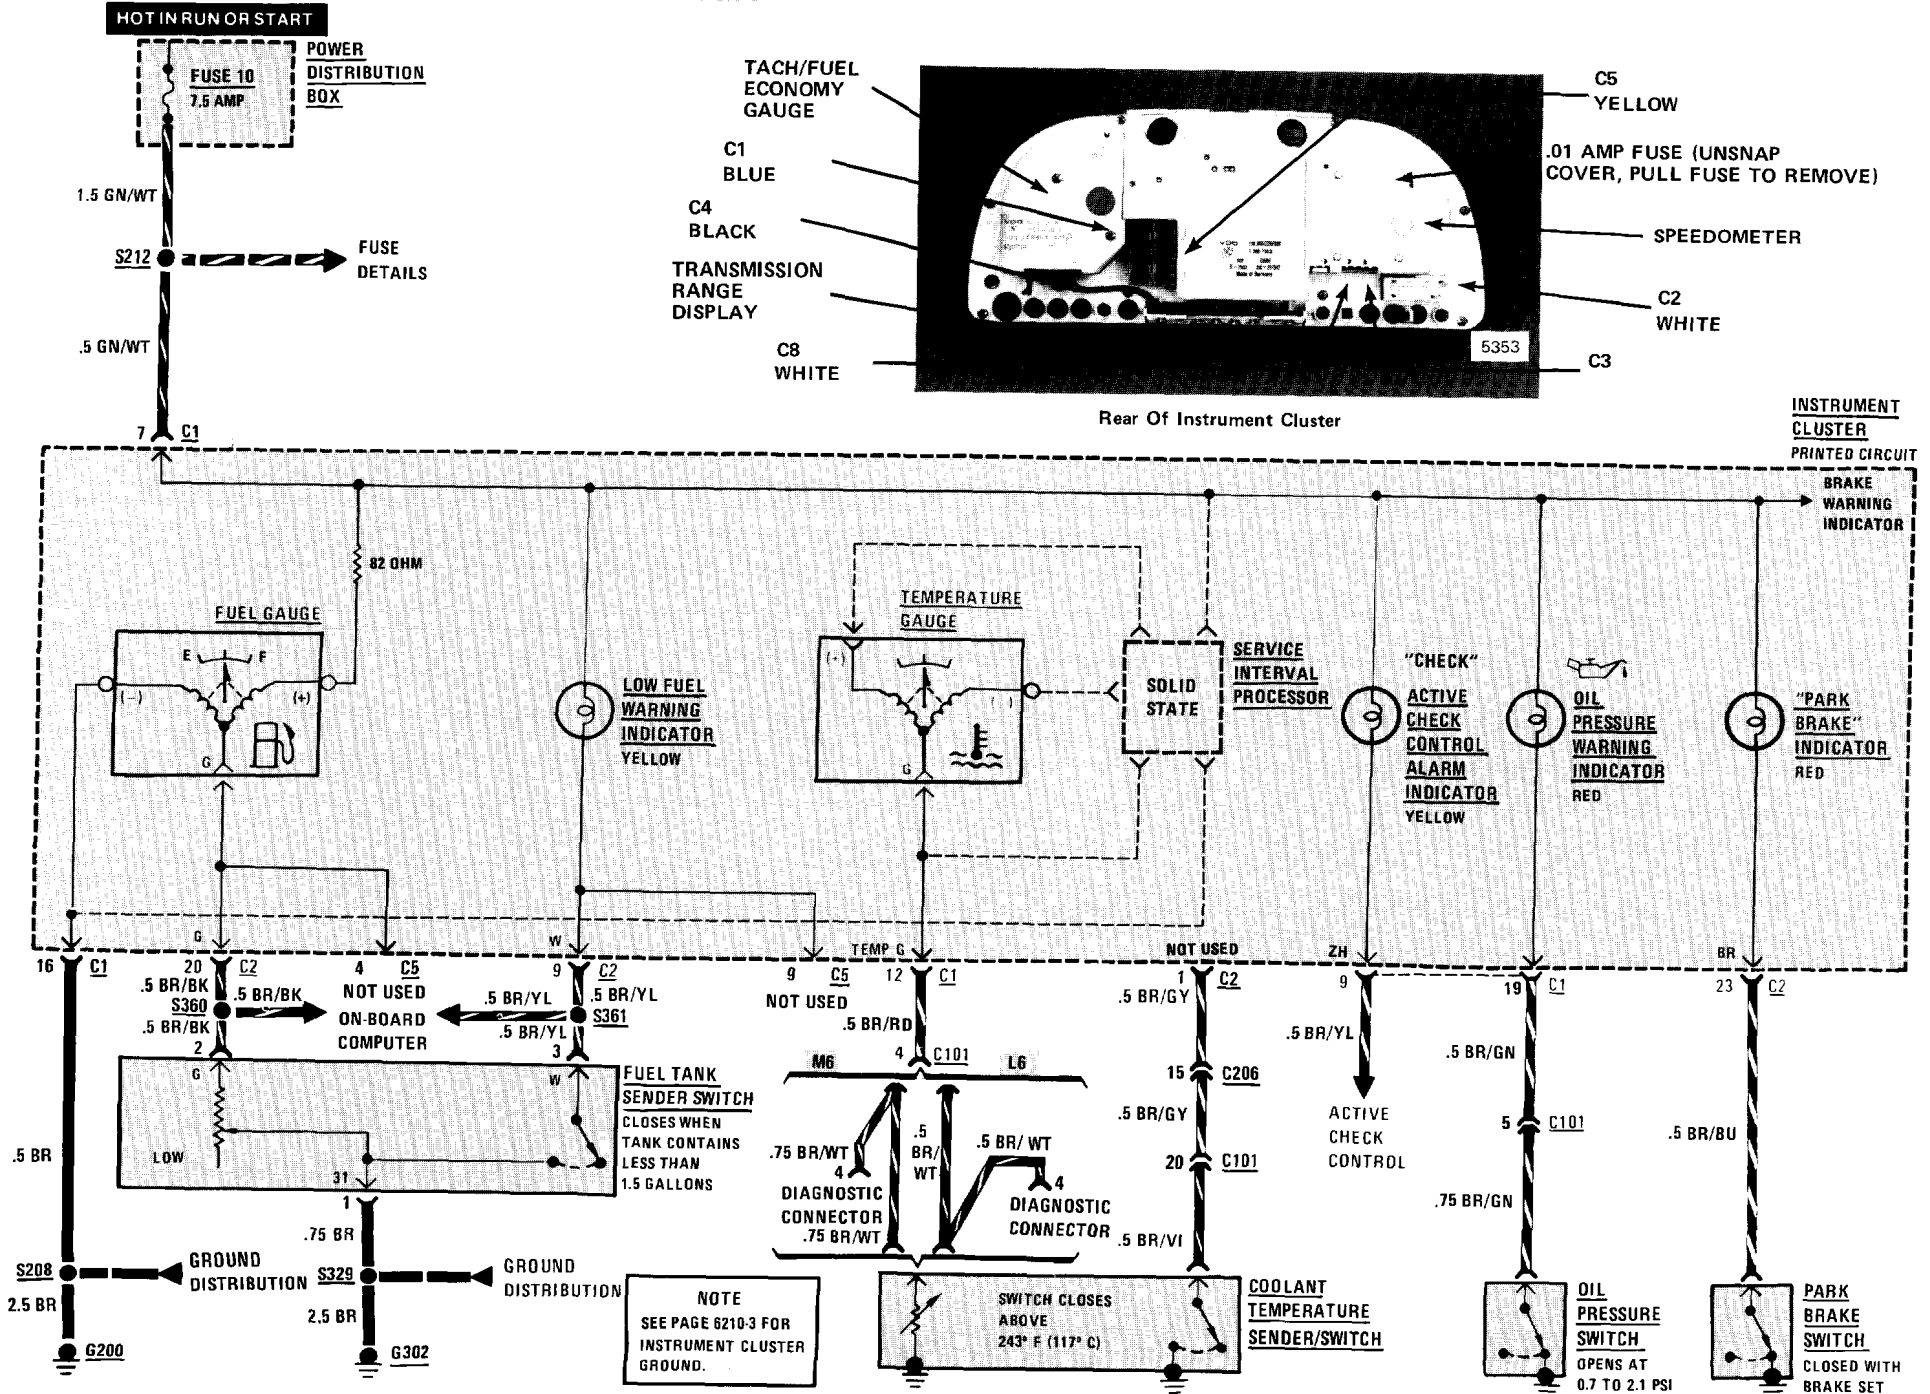 HOT IN RUN OR START
POWER
DISTRIBUTION
BOX
FUSE 10
7.5 AMP
1.5 GN/WT
S212
FUSE
DETAILS
.5 GN/WT
7 C1
TACH/FUEL
ECONOMY
GAUGE
C1
BLUE
C4
BLACK
TRANSMISSION
RANGE
DISPLAY
C8
WHITE
C5
YELLOW
.01 AMP FUSE (UNSNAP
COVER, PULL FUSE TO REMOVE)
SPEEDOMETER
C2
WHITE
5353
C3
Rear Of Instrument Cluster
INSTRUMENT
CLUSTER
PRINTED CIRCUIT
BRAKE
WARNING
INDICATOR
82 OHM
FUEL GAUGE
E F
(-) (+)
G
LOW FUEL
WARNING
INDICATOR
YELLOW
TEMPERATURE
GAUGE
(+)
G
SOLID
STATE
SERVICE
INTERVAL
PROCESSOR
"CHECK"
ACTIVE
CHECK
CONTROL
ALARM
INDICATOR
YELLOW
OIL
PRESSURE
WARNING
INDICATOR
RED
"PARK
BRAKE"
INDICATOR
RED
G
W
TEMP G
NOT USED
ZH
BR
16 C1
20 C2
4 C5
NOT USED
9 C2
9 C5
NOT USED
12 C1
1 C2
9
19 C1
23 C2
.5 BR/BK
S360
.5 BR/BK
.5 BR/BK
ON-BOARD
COMPUTER
.5 BR/YL
.5 BR/YL
S361
.5 BR/YL
2
3
.5 BR/RD
4 C101
M6
L6
.5 BR/GY
15 C206
.5 BR/GY
20 C101
.5 BR/VI
.5 BR/YL
ACTIVE
CHECK
CONTROL
.5 BR/GN
5 C101
.75 BR/GN
.5 BR/BU
G
W
LOW
31
FUEL TANK
SENDER SWITCH
CLOSES WHEN
TANK CONTAINS
LESS THAN
1.5 GALLONS
.5 BR
1
.75 BR
S208
GROUND
DISTRIBUTION
S329
GROUND
DISTRIBUTION
2.5 BR
2.5 BR
G200
G302
.75 BR/WT
4
DIAGNOSTIC
CONNECTOR
.75 BR/WT
.5
BR/
WT
.5 BR/WT
4
DIAGNOSTIC
CONNECTOR
NOTE
SEE PAGE 6210-3 FOR
INSTRUMENT CLUSTER
GROUND.
SWITCH CLOSES
ABOVE
243° F (117° C)
COOLANT
TEMPERATURE
SENDER/SWITCH
OIL
PRESSURE
SWITCH
OPENS AT
0.7 TO 2.1 PSI
PARK
BRAKE
SWITCH
CLOSED WITH
BRAKE SET